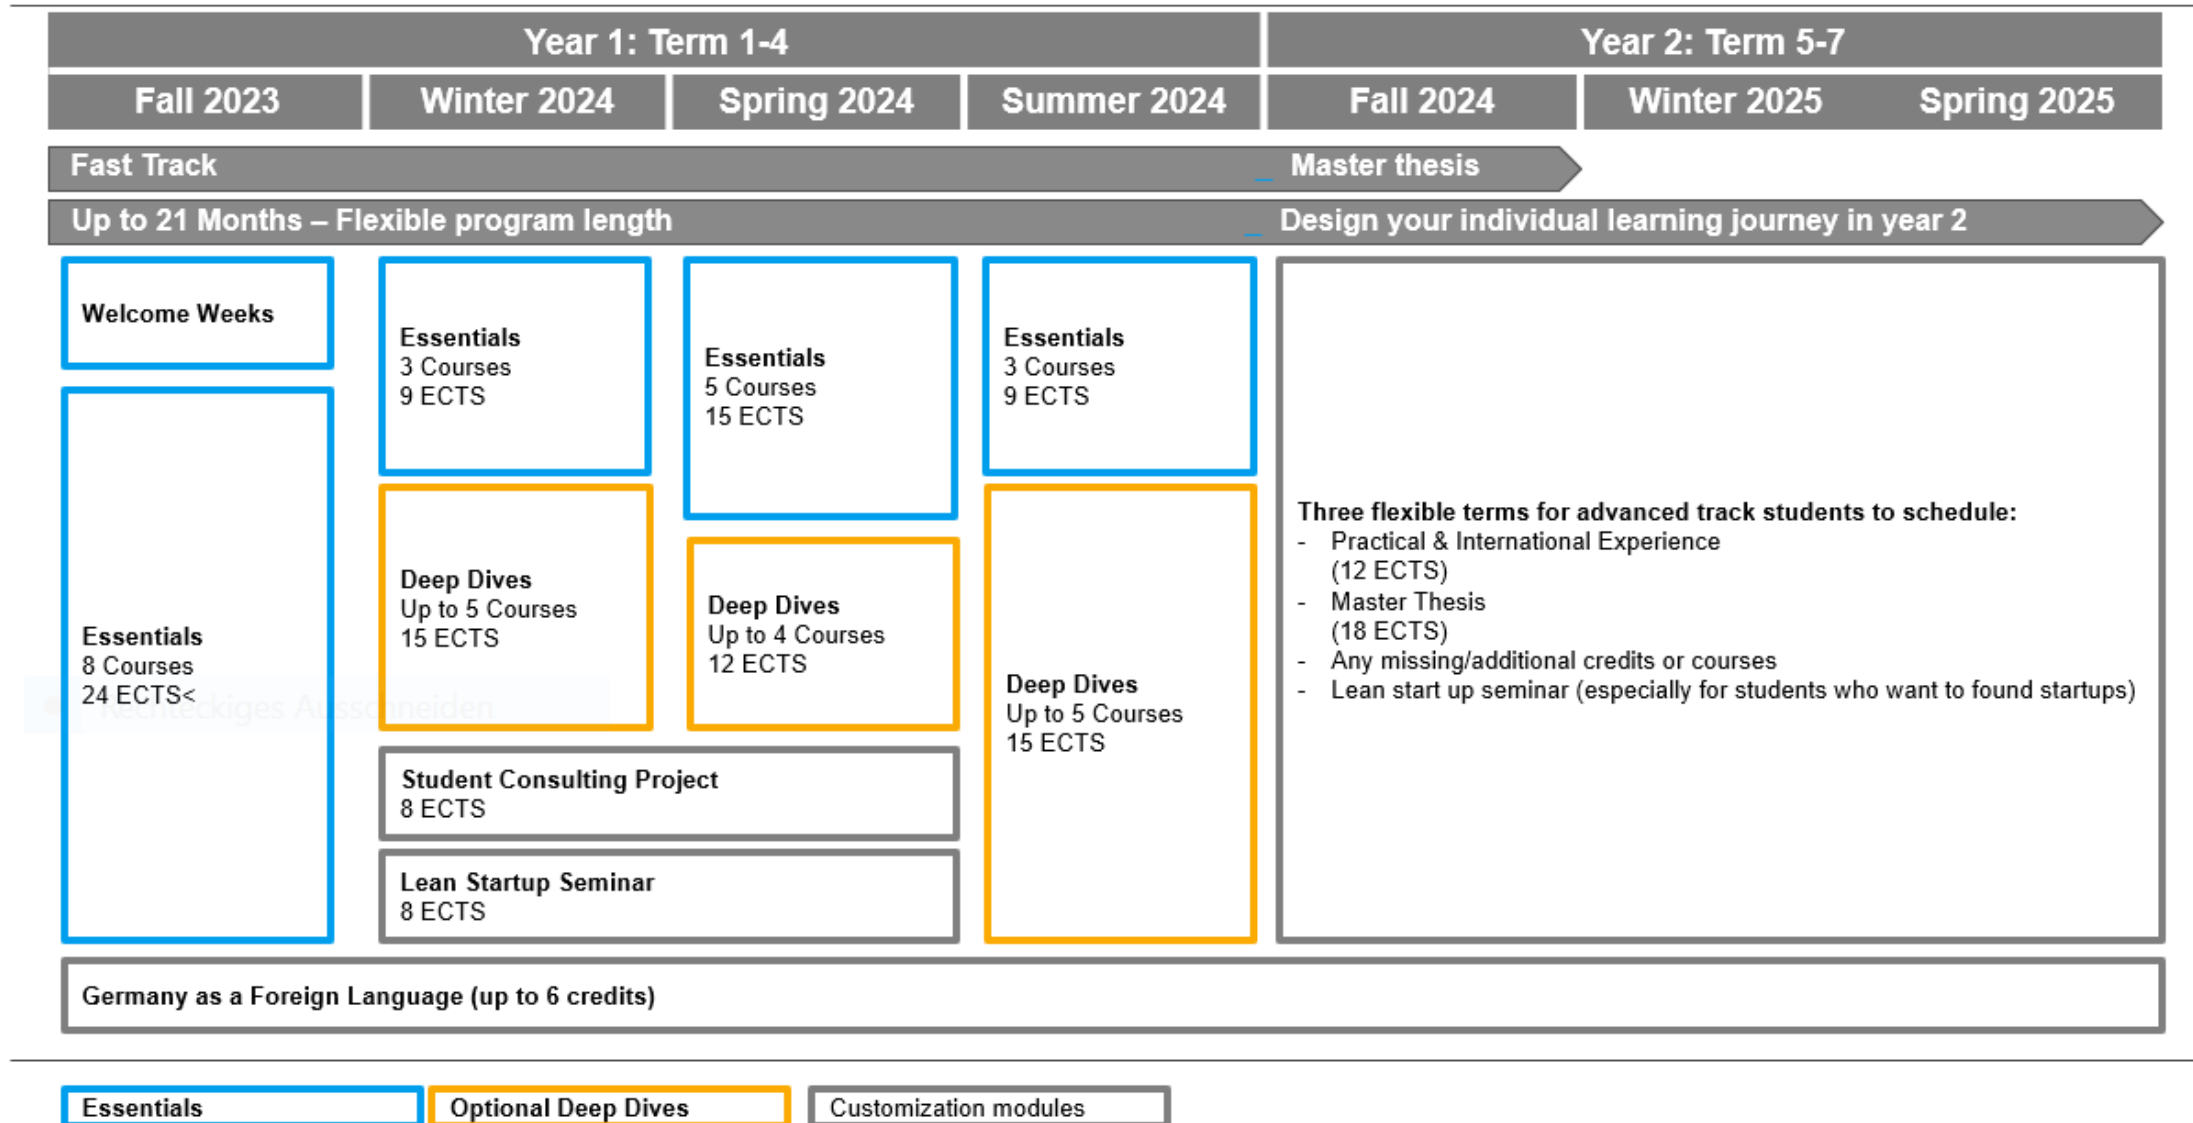 Year 1: Term 1-4
Year 2: Term 5-7
Fall 2023
Winter 2024
Spring 2024
Summer 2024
Fall 2024
Winter 2025
Spring 2025
Fast Track
_ Master thesis
Up to 21 Months – Flexible program length
_ Design your individual learning journey in year 2
Welcome Weeks
Essentials
8 Courses
24 ECTS<
Rechteckiges Ausschneiden
Essentials
3 Courses
9 ECTS
Deep Dives
Up to 5 Courses
15 ECTS
Essentials
5 Courses
15 ECTS
Deep Dives
Up to 4 Courses
12 ECTS
Student Consulting Project
8 ECTS
Lean Startup Seminar
8 ECTS
Essentials
3 Courses
9 ECTS
Deep Dives
Up to 5 Courses
15 ECTS
Three flexible terms for advanced track students to schedule:
- Practical & International Experience
(12 ECTS)
- Master Thesis
(18 ECTS)
- Any missing/additional credits or courses
- Lean start up seminar (especially for students who want to found startups)
Germany as a Foreign Language (up to 6 credits)
Essentials
Optional Deep Dives
Customization modules